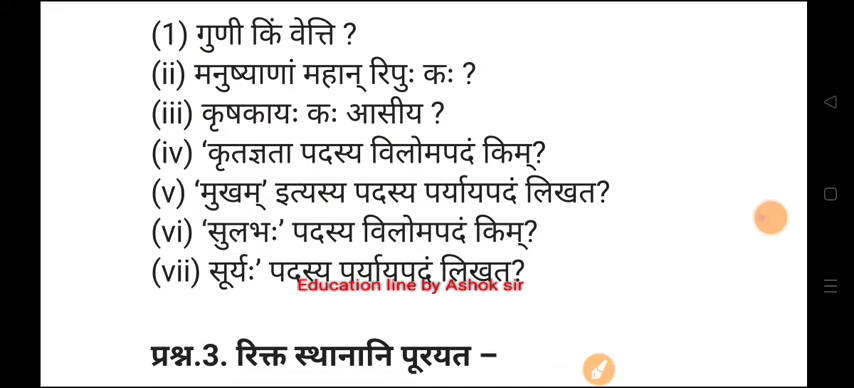 (1) गुणी किं वेत्ति ?
(ii) मनुष्याणां महान् रिपुः कः ?
(iii) कृषकायः कः आसीय ?
(iv) ‘कृतज्ञता पदस्य विलोमपदं किम्?
(v) ‘मुखम्’ इत्यस्य पदस्य पर्यायपदं लिखत?
(vi) ‘सुलभः’ पदस्य विलोमपदं किम्?
(vii) सूर्यः’ पदस्य पर्यायपदं लिखत?
Education line by Ashok sir
प्रश्न.3. रिक्त स्थानानि पूरयत –